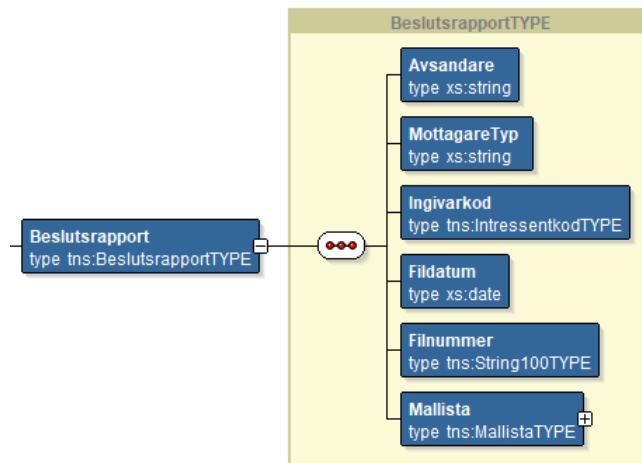 BeslutsrapportTYPE
Avsandare
type xs:string
MottagareTyp
type xs:string
Ingivarkod
type tns:IntressentkodTYPE
Beslutsrapport
type tns:BeslutsrapportTYPE
Fildatum
type xs:date
Filnummer
type tns:String100TYPE
Mallista
type tns:MallistaTYPE